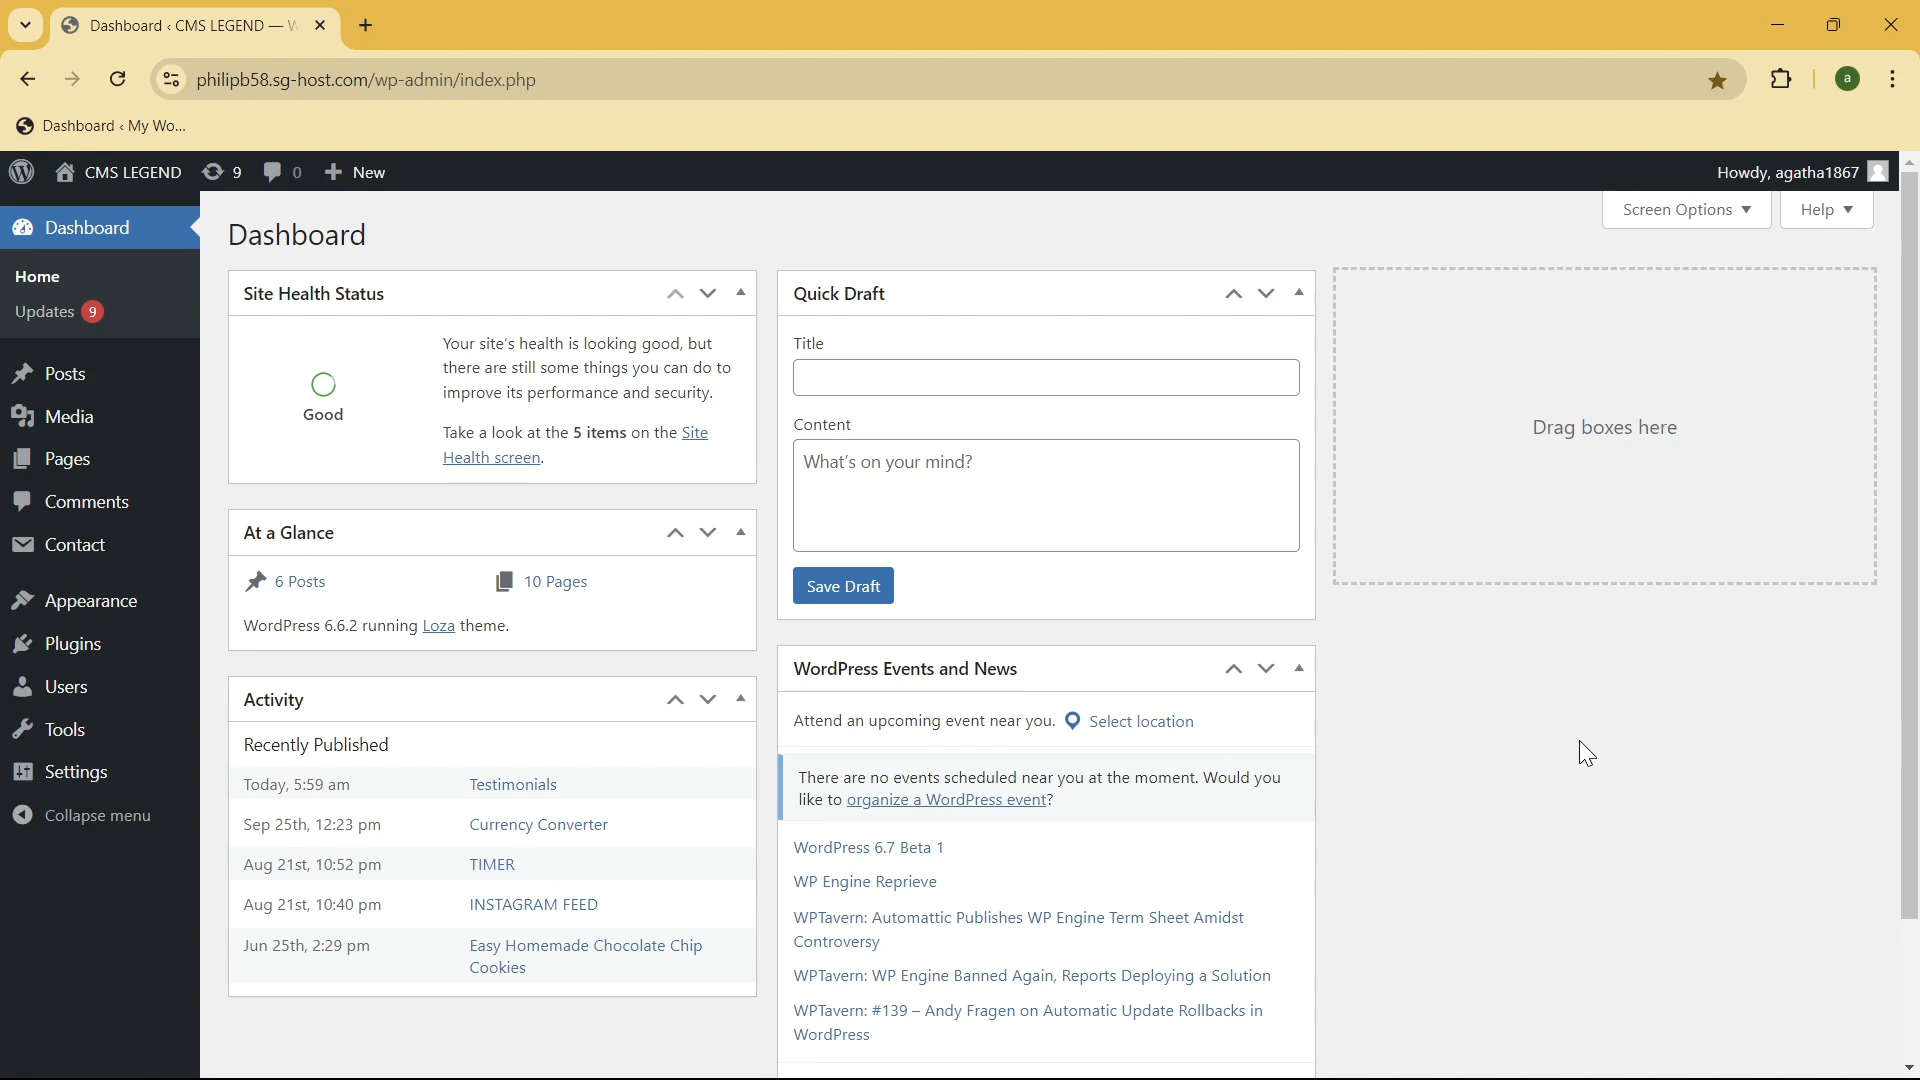 Dashboard ‹ CMS LEGEND — W
philipb58.sg-host.com/wp-admin/index.php
a
Dashboard ‹ My Wo...
CMS LEGEND
9
0
New
Howdy, agatha1867
Dashboard
Home
Updates 9
Posts
Media
Pages
Comments
Contact
Appearance
Plugins
Users
Tools
Settings
Collapse menu
Screen Options
Help
Dashboard
Site Health Status
Good
Your site's health is looking good, but
there are still some things you can do to
improve its performance and security.
Take a look at the 5 items on the Site
Health screen.
At a Glance
6 Posts
10 Pages
WordPress 6.6.2 running Loza theme.
Activity
Recently Published
Today, 5:59 am Testimonials
Sep 25th, 12:23 pm Currency Converter
Aug 21st, 10:52 pm TIMER
Aug 21st, 10:40 pm INSTAGRAM FEED
Jun 25th, 2:29 pm Easy Homemade Chocolate Chip
Cookies
Quick Draft
Title
Content
What's on your mind?
Save Draft
WordPress Events and News
Attend an upcoming event near you. Select location
There are no events scheduled near you at the moment. Would you
like to organize a WordPress event?
WordPress 6.7 Beta 1
WP Engine Reprieve
WPTavern: Automattic Publishes WP Engine Term Sheet Amidst
Controversy
WPTavern: WP Engine Banned Again, Reports Deploying a Solution
WPTavern: #139 – Andy Fragen on Automatic Update Rollbacks in
WordPress
Drag boxes here